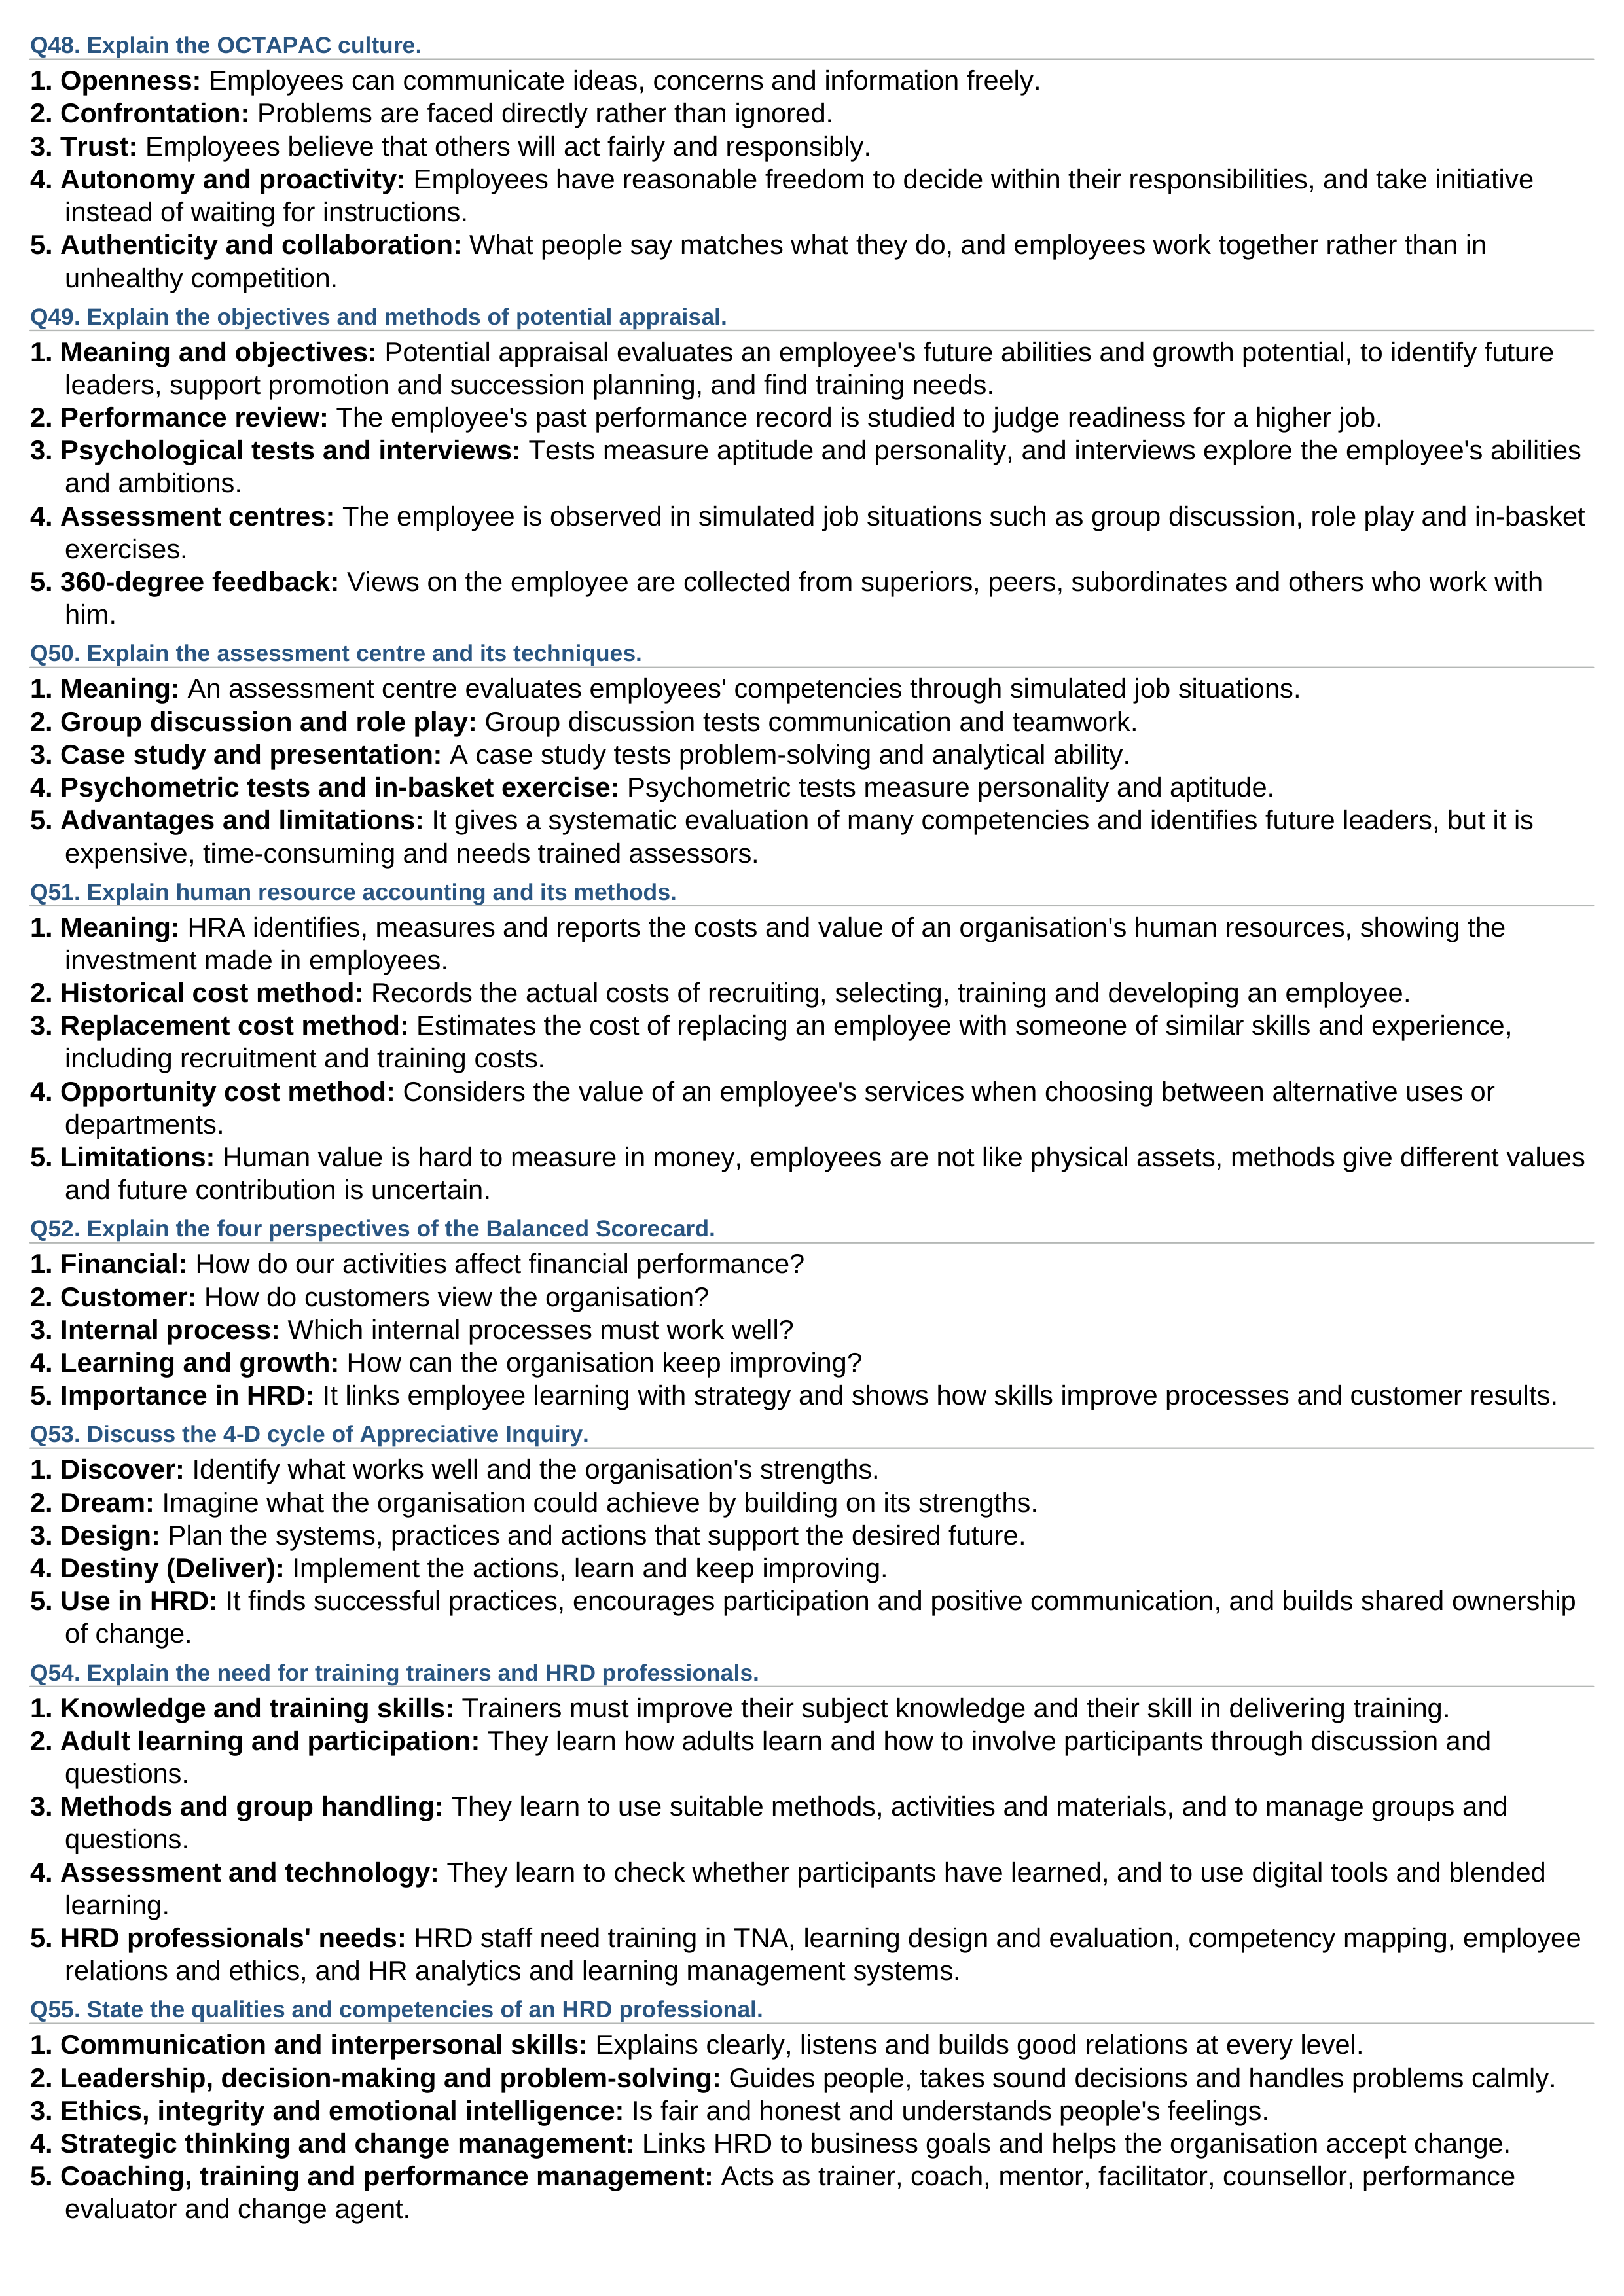 Q48. Explain the OCTAPAC culture.
1. Openness: Employees can communicate ideas, concerns and information freely.
2. Confrontation: Problems are faced directly rather than ignored.
3. Trust: Employees believe that others will act fairly and responsibly.
4. Autonomy and proactivity: Employees have reasonable freedom to decide within their responsibilities, and take initiative
instead of waiting for instructions.
5. Authenticity and collaboration: What people say matches what they do, and employees work together rather than in
unhealthy competition.
Q49. Explain the objectives and methods of potential appraisal.
1. Meaning and objectives: Potential appraisal evaluates an employee's future abilities and growth potential, to identify future
leaders, support promotion and succession planning, and find training needs.
2. Performance review: The employee's past performance record is studied to judge readiness for a higher job.
3. Psychological tests and interviews: Tests measure aptitude and personality, and interviews explore the employee's abilities
and ambitions.
4. Assessment centres: The employee is observed in simulated job situations such as group discussion, role play and in-basket
exercises.
5. 360-degree feedback: Views on the employee are collected from superiors, peers, subordinates and others who work with
him.
Q50. Explain the assessment centre and its techniques.
1. Meaning: An assessment centre evaluates employees' competencies through simulated job situations.
2. Group discussion and role play: Group discussion tests communication and teamwork.
3. Case study and presentation: A case study tests problem-solving and analytical ability.
4. Psychometric tests and in-basket exercise: Psychometric tests measure personality and aptitude.
5. Advantages and limitations: It gives a systematic evaluation of many competencies and identifies future leaders, but it is
expensive, time-consuming and needs trained assessors.
Q51. Explain human resource accounting and its methods.
1. Meaning: HRA identifies, measures and reports the costs and value of an organisation's human resources, showing the
investment made in employees.
2. Historical cost method: Records the actual costs of recruiting, selecting, training and developing an employee.
3. Replacement cost method: Estimates the cost of replacing an employee with someone of similar skills and experience,
including recruitment and training costs.
4. Opportunity cost method: Considers the value of an employee's services when choosing between alternative uses or
departments.
5. Limitations: Human value is hard to measure in money, employees are not like physical assets, methods give different values
and future contribution is uncertain.
Q52. Explain the four perspectives of the Balanced Scorecard.
1. Financial: How do our activities affect financial performance?
2. Customer: How do customers view the organisation?
3. Internal process: Which internal processes must work well?
4. Learning and growth: How can the organisation keep improving?
5. Importance in HRD: It links employee learning with strategy and shows how skills improve processes and customer results.
Q53. Discuss the 4-D cycle of Appreciative Inquiry.
1. Discover: Identify what works well and the organisation's strengths.
2. Dream: Imagine what the organisation could achieve by building on its strengths.
3. Design: Plan the systems, practices and actions that support the desired future.
4. Destiny (Deliver): Implement the actions, learn and keep improving.
5. Use in HRD: It finds successful practices, encourages participation and positive communication, and builds shared ownership
of change.
Q54. Explain the need for training trainers and HRD professionals.
1. Knowledge and training skills: Trainers must improve their subject knowledge and their skill in delivering training.
2. Adult learning and participation: They learn how adults learn and how to involve participants through discussion and
questions.
3. Methods and group handling: They learn to use suitable methods, activities and materials, and to manage groups and
questions.
4. Assessment and technology: They learn to check whether participants have learned, and to use digital tools and blended
learning.
5. HRD professionals' needs: HRD staff need training in TNA, learning design and evaluation, competency mapping, employee
relations and ethics, and HR analytics and learning management systems.
Q55. State the qualities and competencies of an HRD professional.
1. Communication and interpersonal skills: Explains clearly, listens and builds good relations at every level.
2. Leadership, decision-making and problem-solving: Guides people, takes sound decisions and handles problems calmly.
3. Ethics, integrity and emotional intelligence: Is fair and honest and understands people's feelings.
4. Strategic thinking and change management: Links HRD to business goals and helps the organisation accept change.
5. Coaching, training and performance management: Acts as trainer, coach, mentor, facilitator, counsellor, performance
evaluator and change agent.